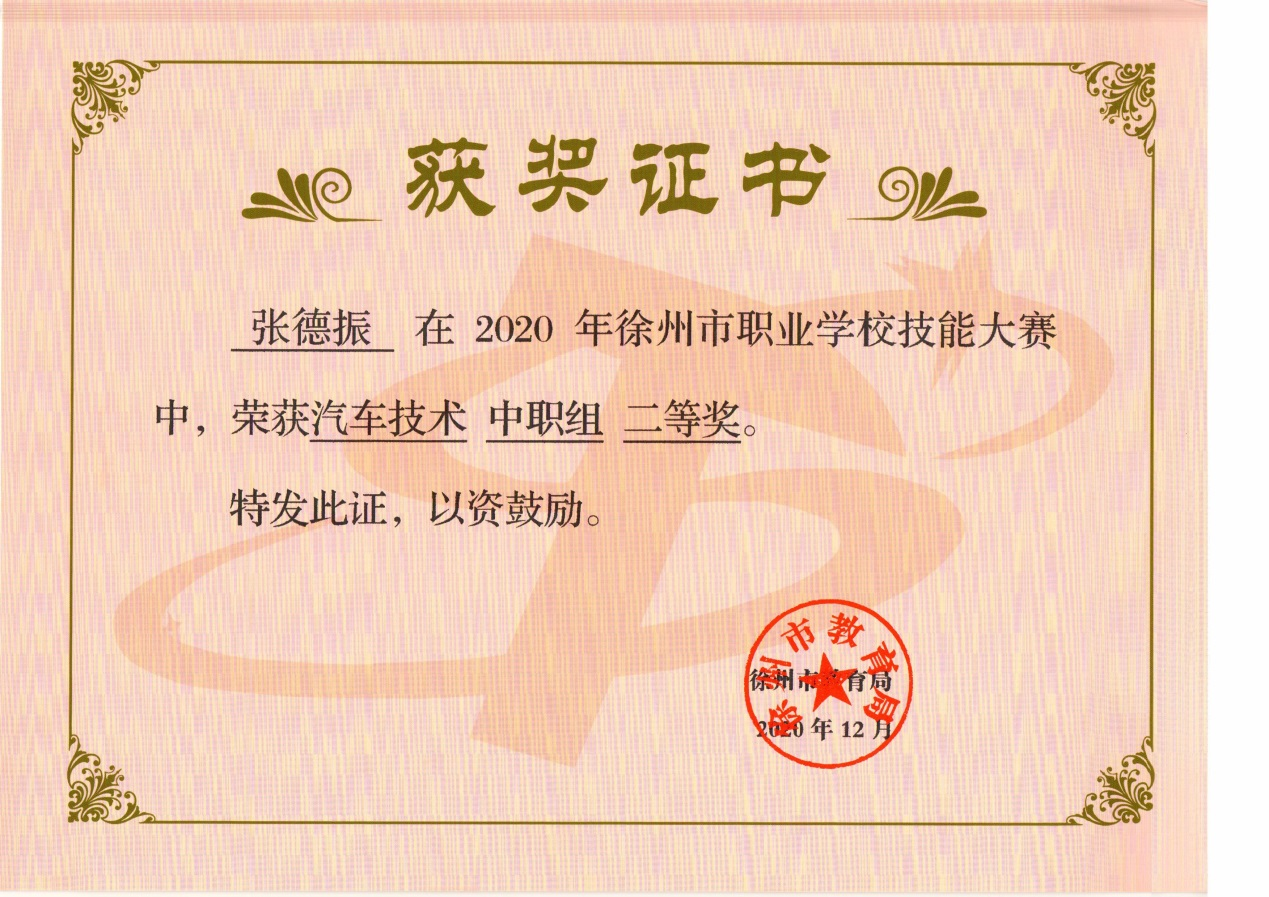 获奖证书
张德振 在 2020 年徐州市职业学校技能大赛
中，荣获汽车技术 中职组 二等奖。
特发此证，以资鼓励。
徐州市教育局
徐州市教育局
2020 年 12 月